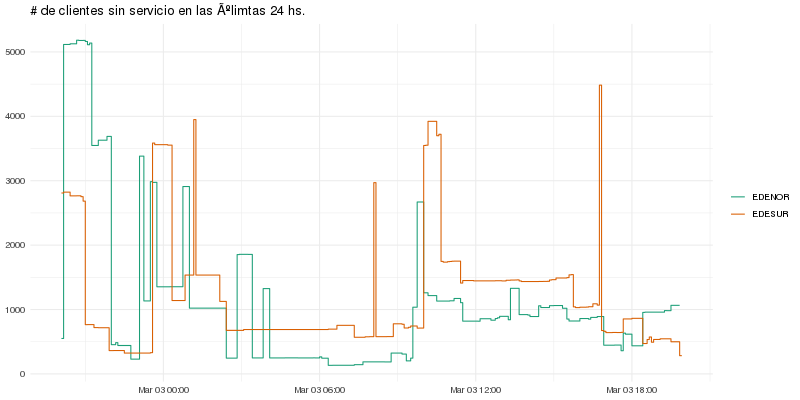 # de clientes sin servicio en las Ãºlimtas 24 hs.
5000
4000
3000
2000
1000
0
Mar 03 00:00
Mar 03 06:00
Mar 03 12:00
Mar 03 18:00
EDENOR
EDESUR